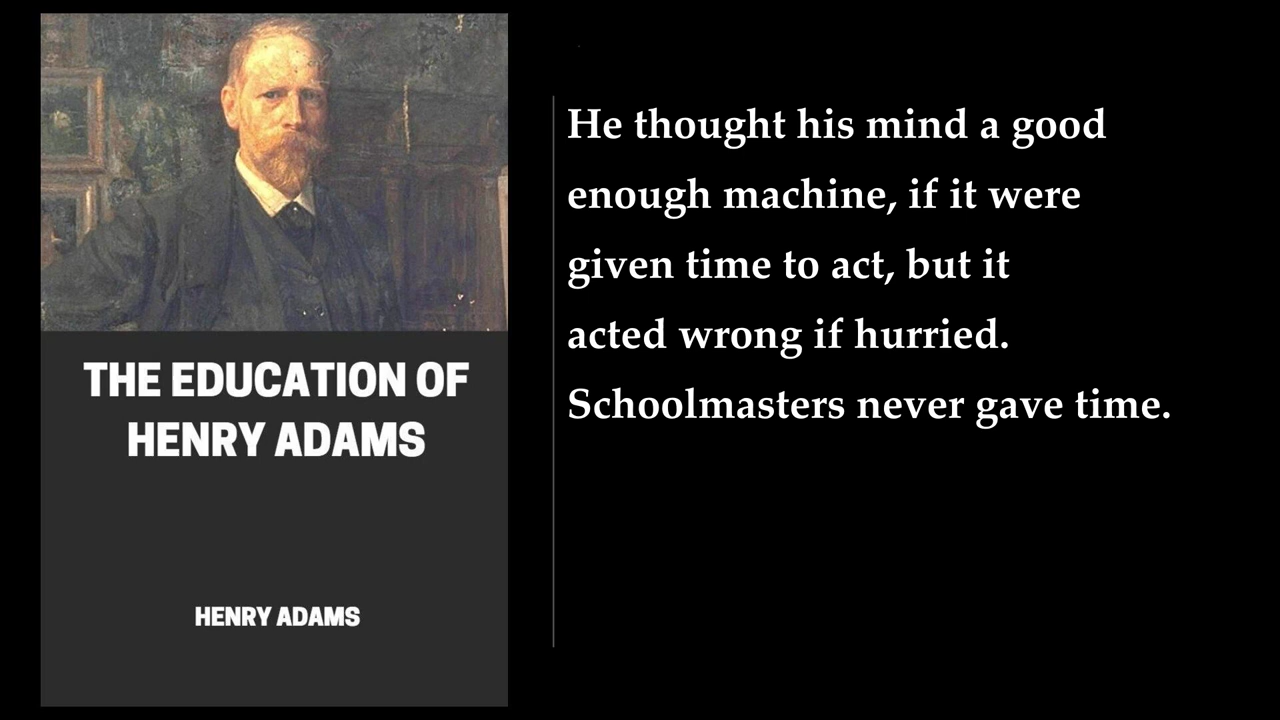 THE EDUCATION OF
HENRY ADAMS
HENRY ADAMS
He thought his mind a good
enough machine, if it were
given time to act, but it
acted wrong if hurried.
Schoolmasters never gave time.